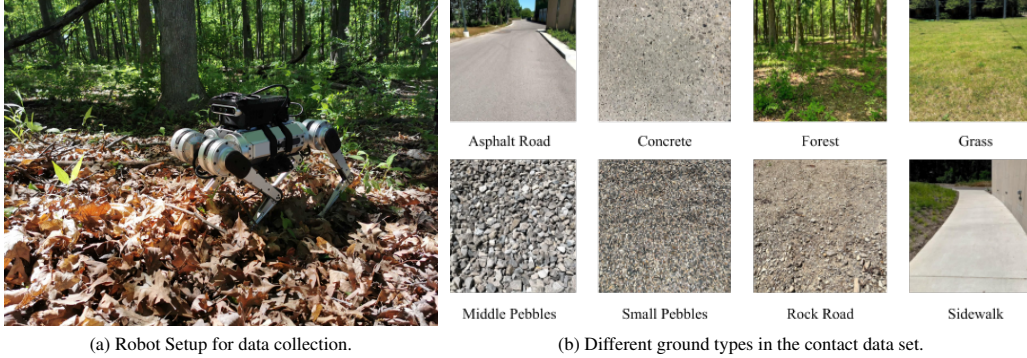 Asphalt Road
Concrete
Forest
Grass
Middle Pebbles
Small Pebbles
Rock Road
Sidewalk
(a) Robot Setup for data collection.
(b) Different ground types in the contact data set.